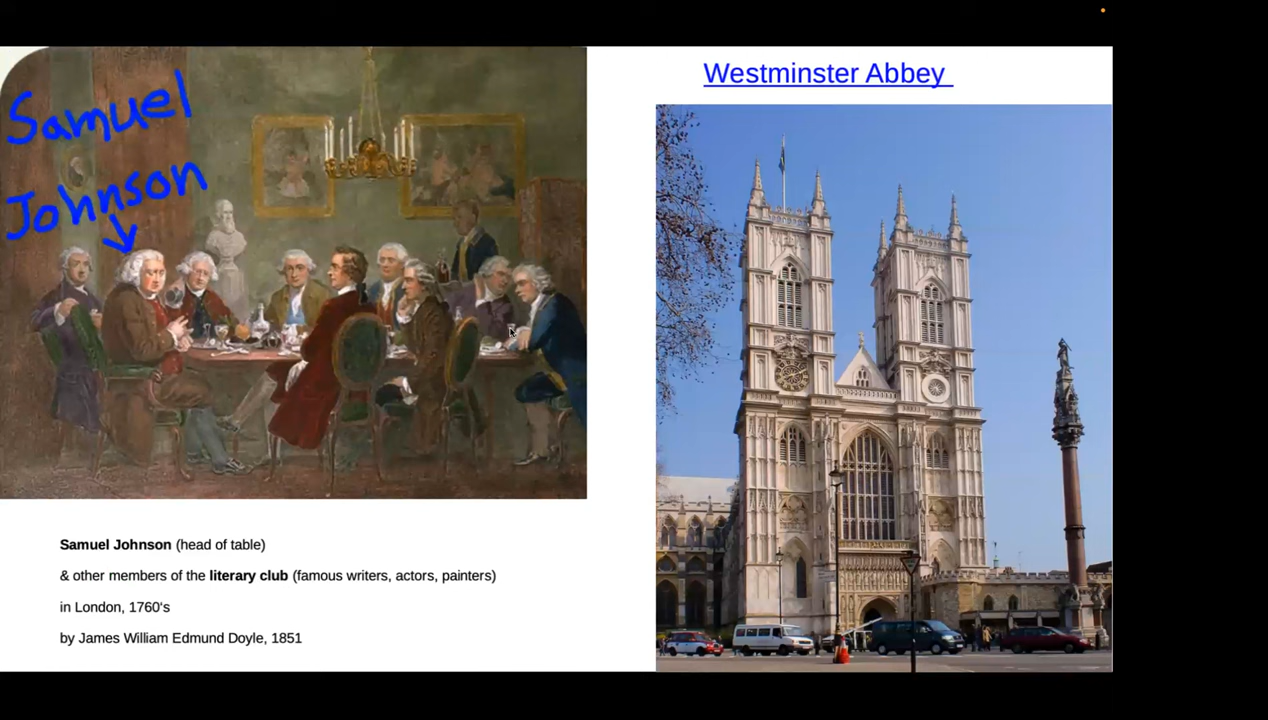 Samuel
Johnson
Westminster Abbey
Samuel Johnson (head of table)
& other members of the literary club (famous writers, actors, painters)
in London, 1760's
by James William Edmund Doyle, 1851